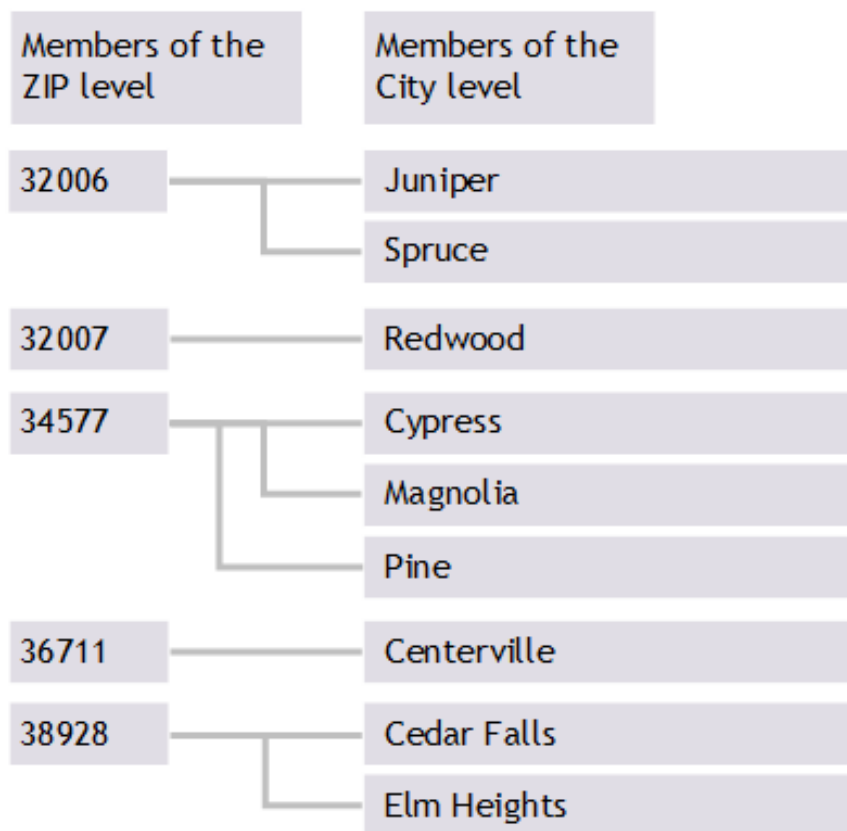 Members of the
ZIP level
Members of the
City level
32006
Juniper
Spruce
32007
Redwood
34577
Cypress
Magnolia
Pine
36711
Centerville
38928
Cedar Falls
Elm Heights